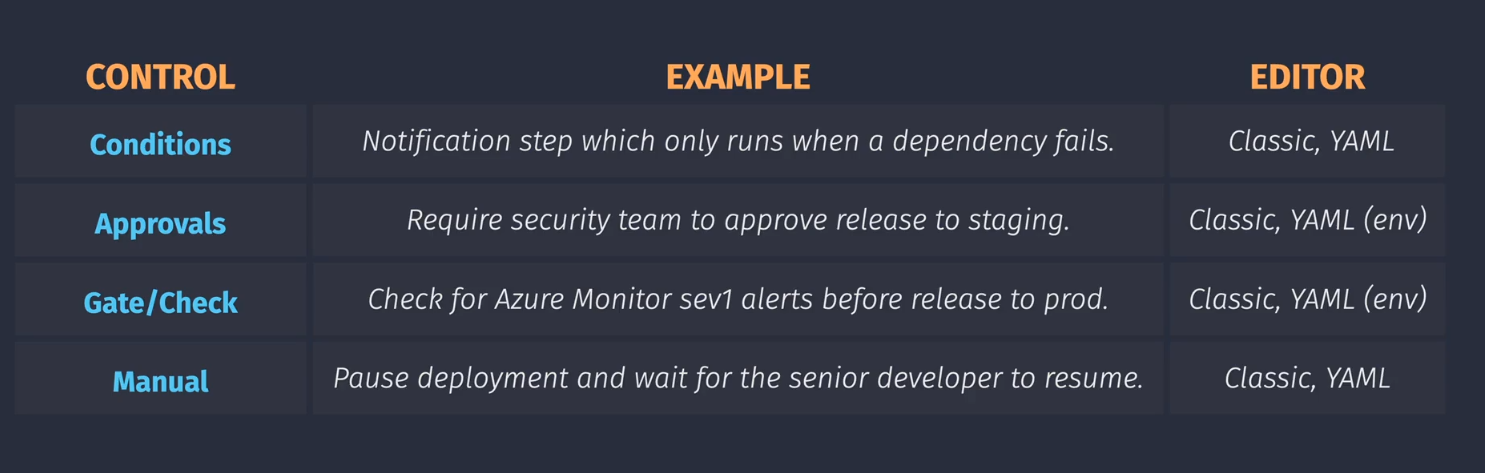 CONTROL EXAMPLE EDITOR
Conditions Notification step which only runs when a dependency fails. Classic, YAML
Approvals Require security team to approve release to staging. Classic, YAML (env)
Gate/Check Check for Azure Monitor sev1 alerts before release to prod. Classic, YAML (env)
Manual Pause deployment and wait for the senior developer to resume. Classic, YAML